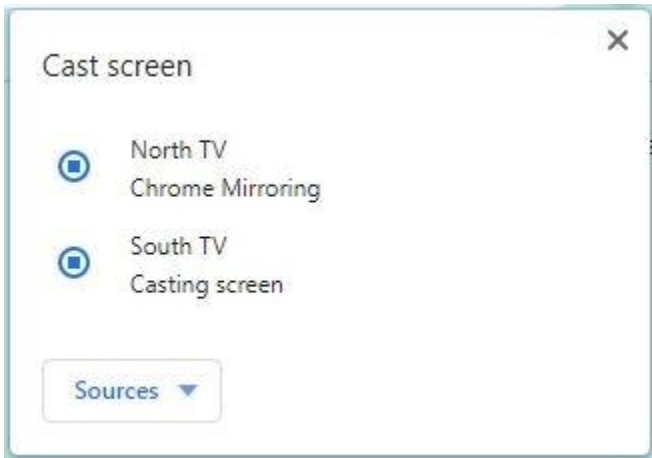 Cast screen
North TV
Chrome Mirroring
South TV
Casting screen
Sources